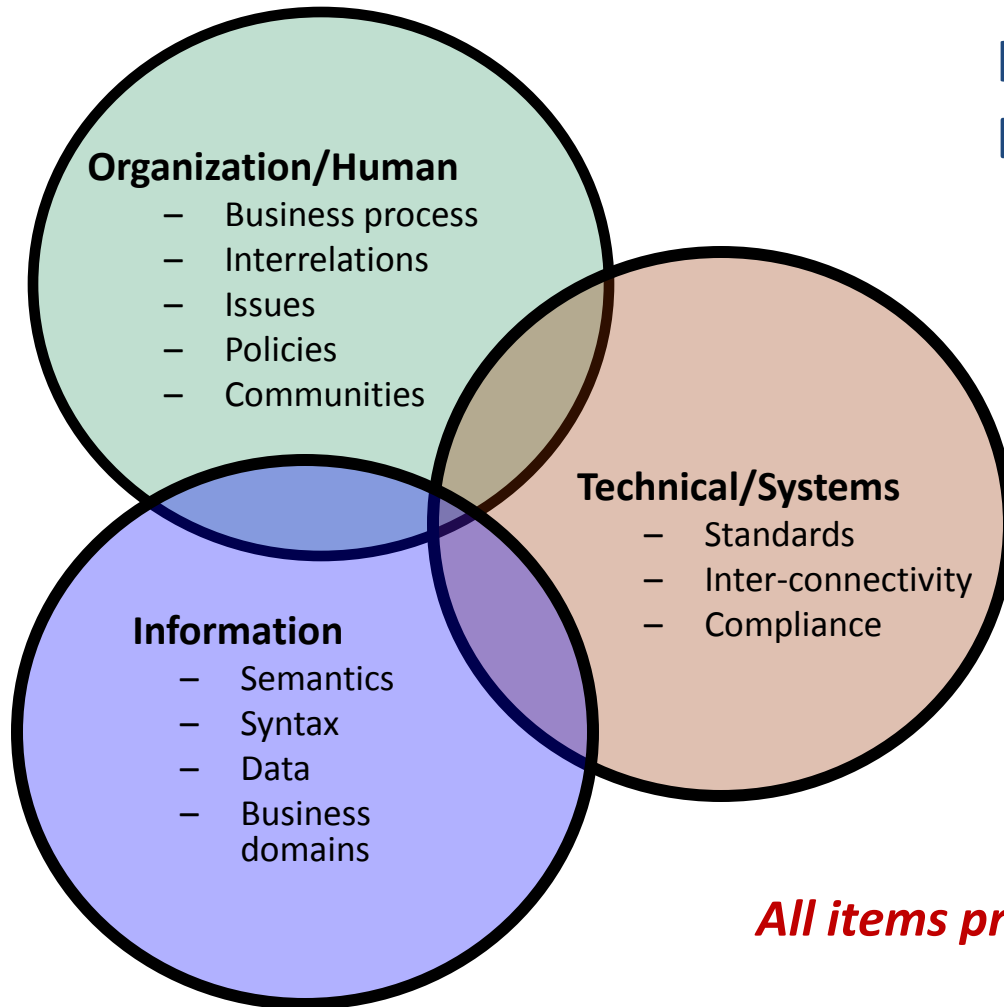 Organization/Human
– Business process
– Interrelations
– Issues
– Policies
– Communities
Technical/Systems
– Standards
– Inter-connectivity
– Compliance
Information
– Semantics
– Syntax
– Data
– Business
domains
All items pr